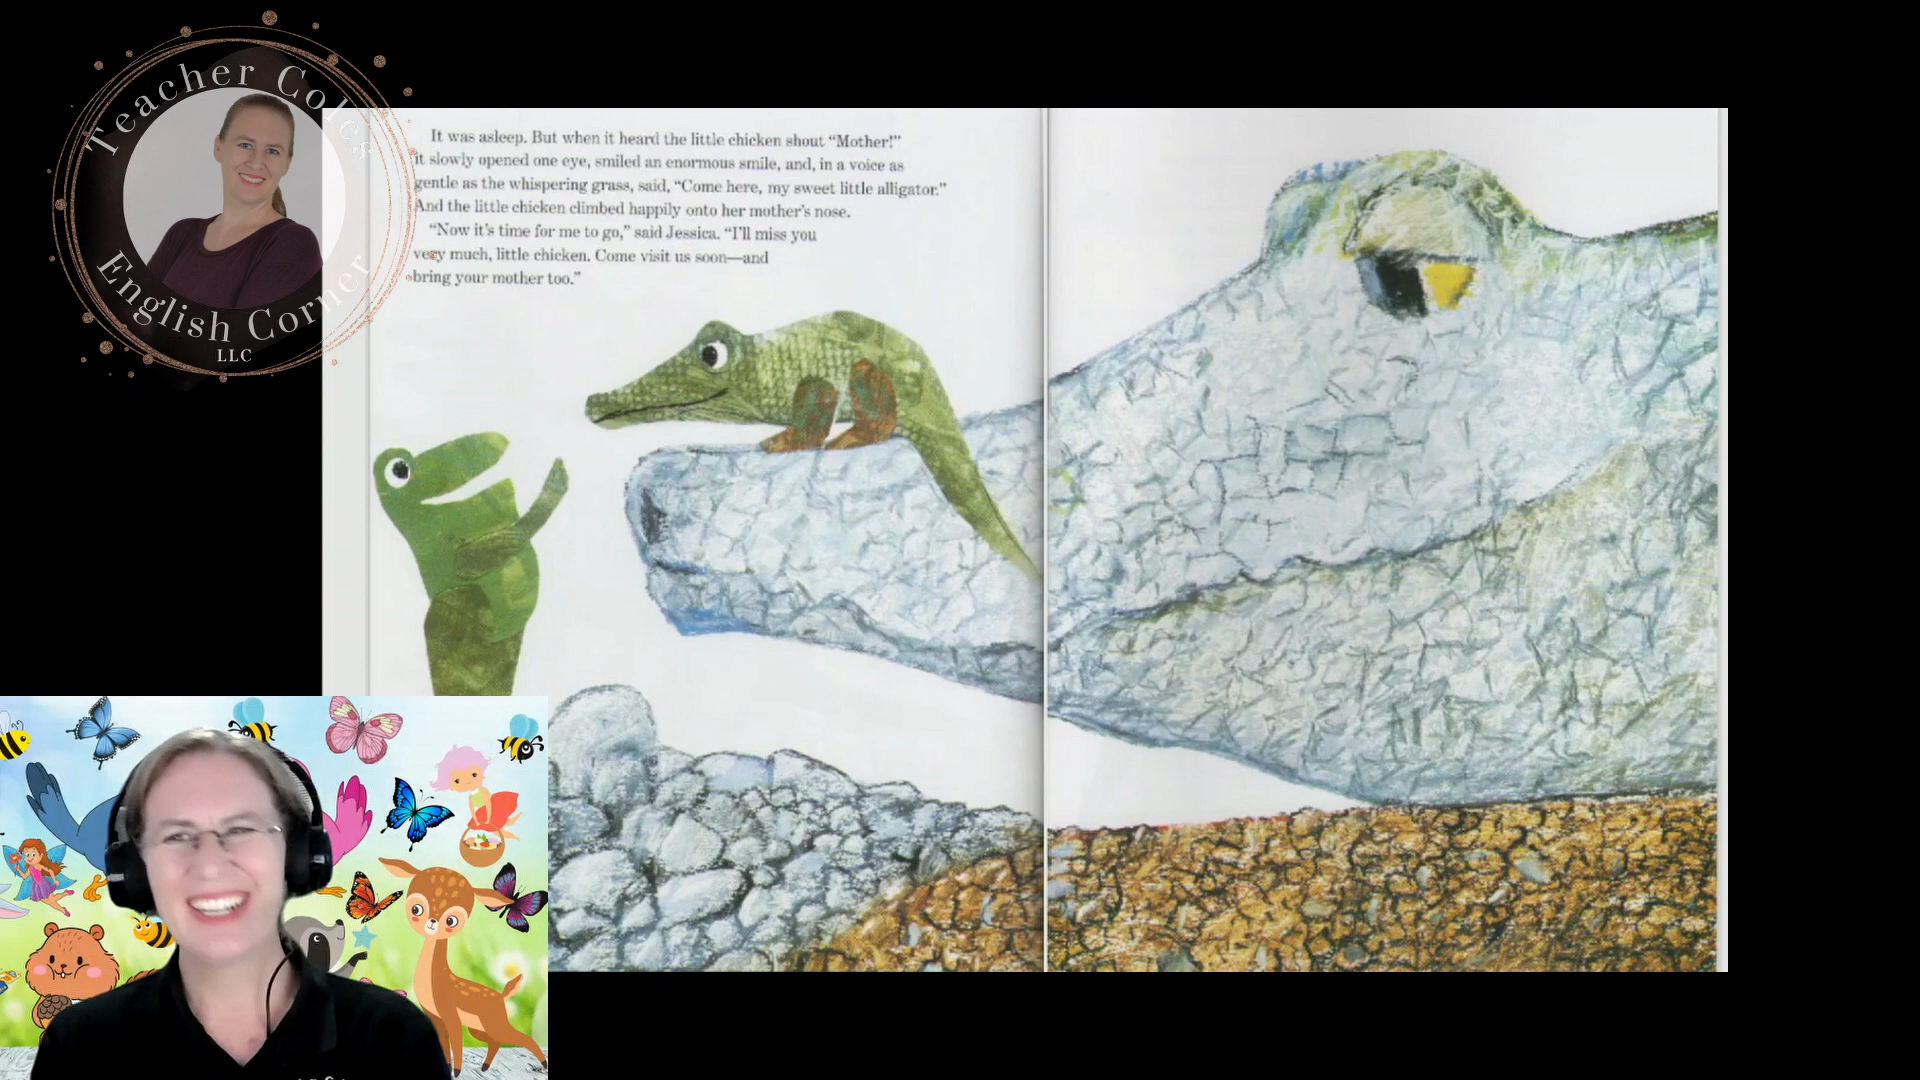 Teacher Cole's
English Corner
LLC
It was asleep. But when it heard the little chicken shout “Mother!”
it slowly opened one eye, smiled an enormous smile, and, in a voice as
gentle as the whispering grass, said, “Come here, my sweet little alligator.”
And the little chicken climbed happily onto her mother’s nose.
“Now it’s time for me to go,” said Jessica. “I’ll miss you
very much, little chicken. Come visit us soon—and
bring your mother too.”